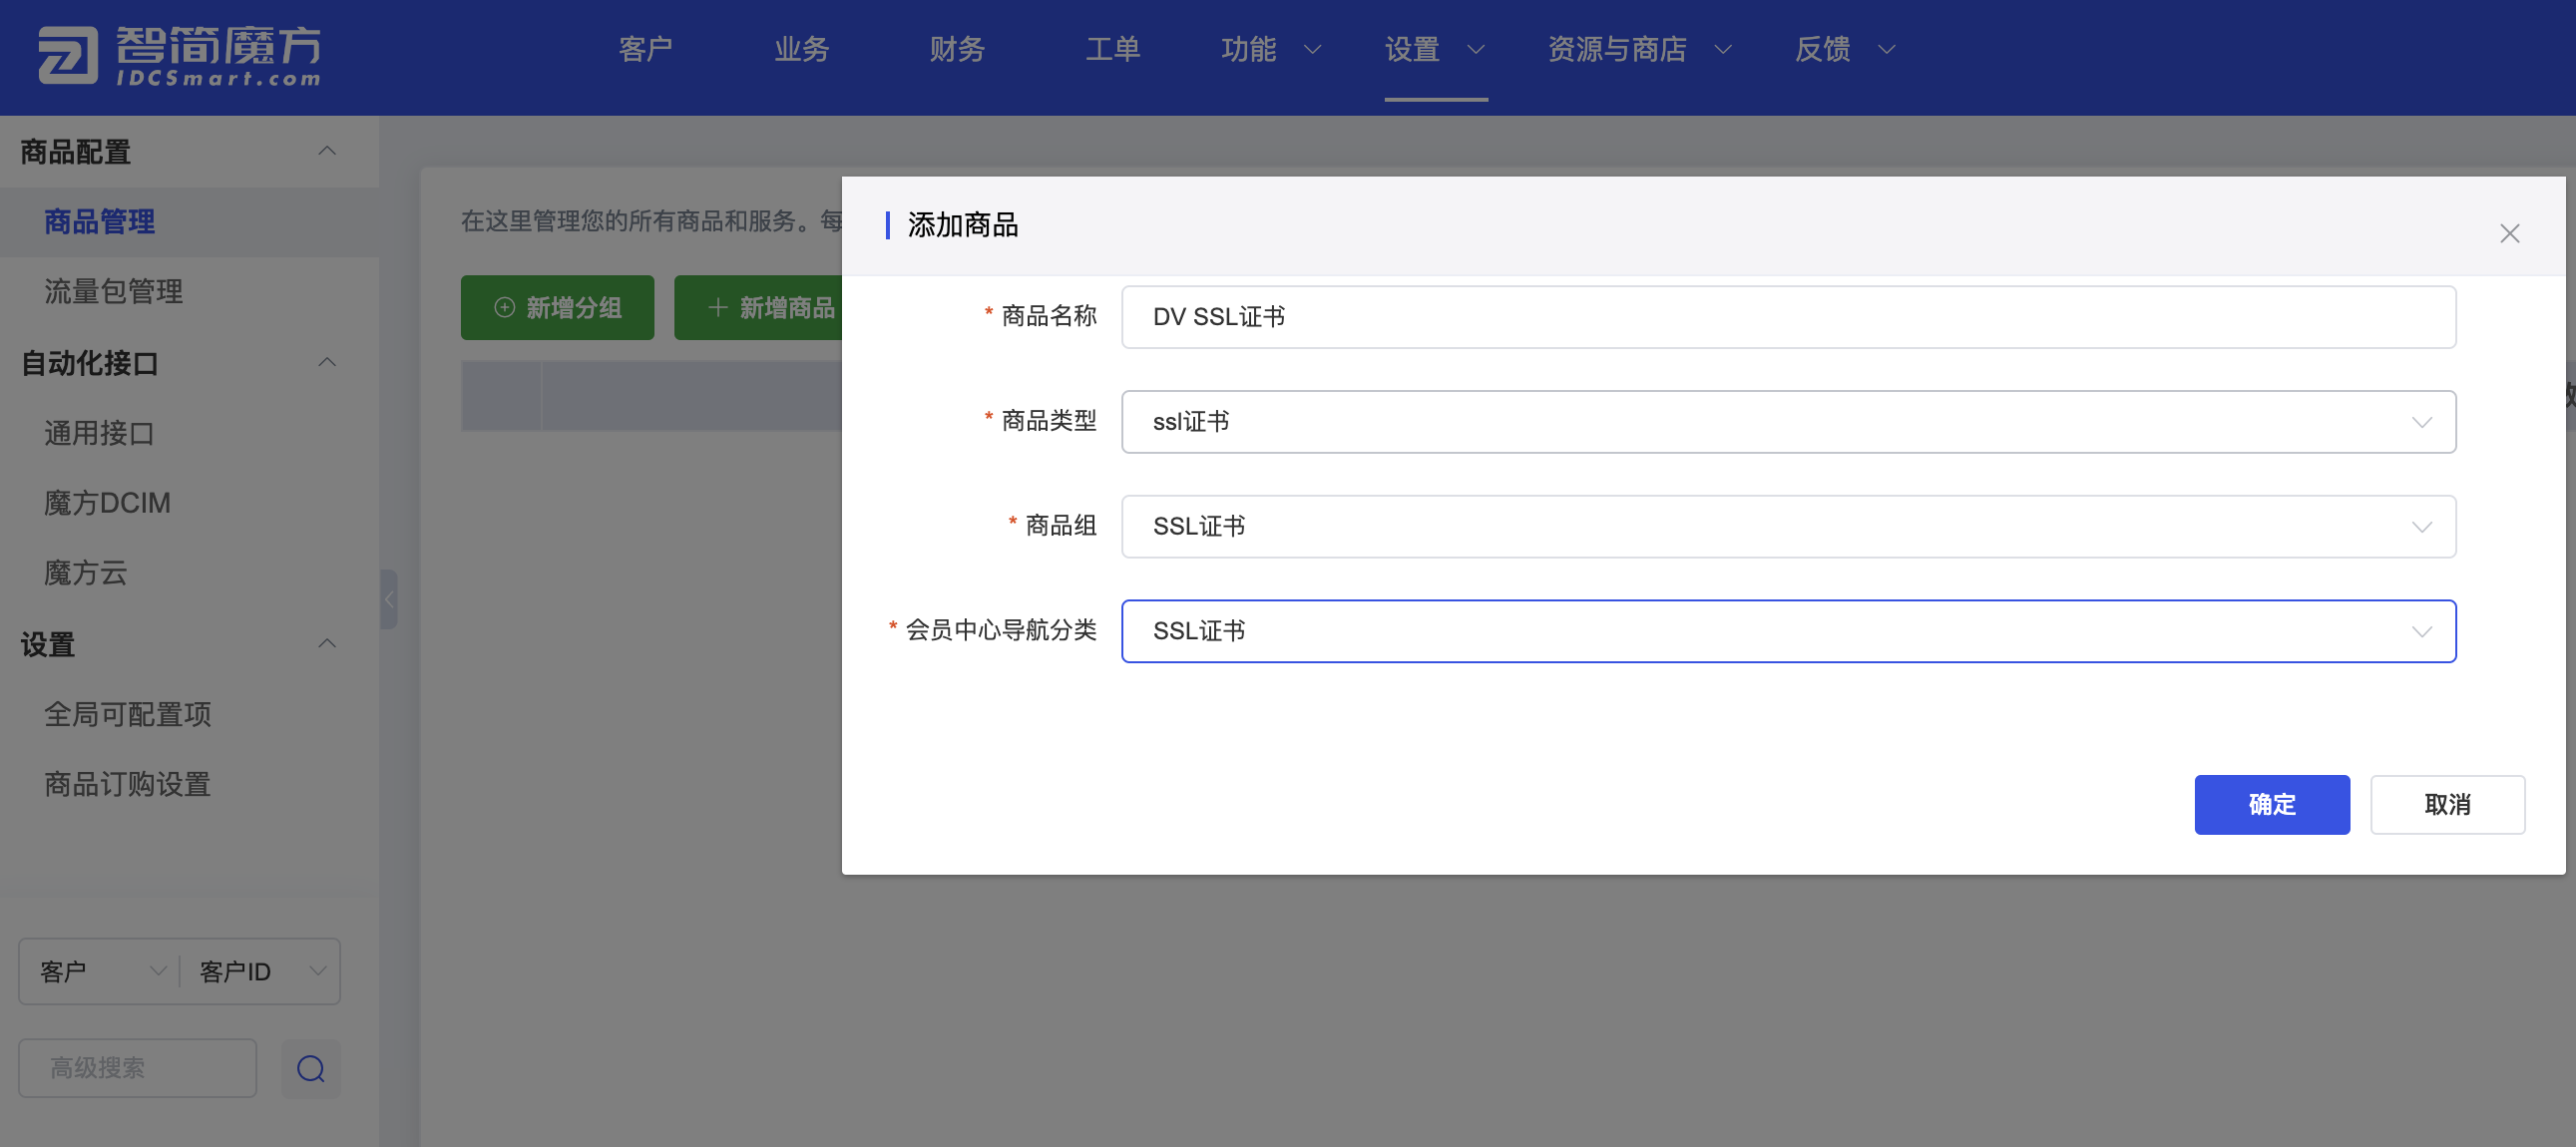 智简魔方
IDCSmart.com
客户
业务
财务
工单
功能
设置
资源与商店
反馈
商品配置
商品管理
流量包管理
自动化接口
通用接口
魔方DCIM
魔方云
设置
全局可配置项
商品订购设置
客户
客户ID
高级搜索
在这里管理您的所有商品和服务。每
新增分组
新增商品
添加商品
* 商品名称
DV SSL证书
* 商品类型
ssl证书
* 商品组
SSL证书
* 会员中心导航分类
SSL证书
确定
取消